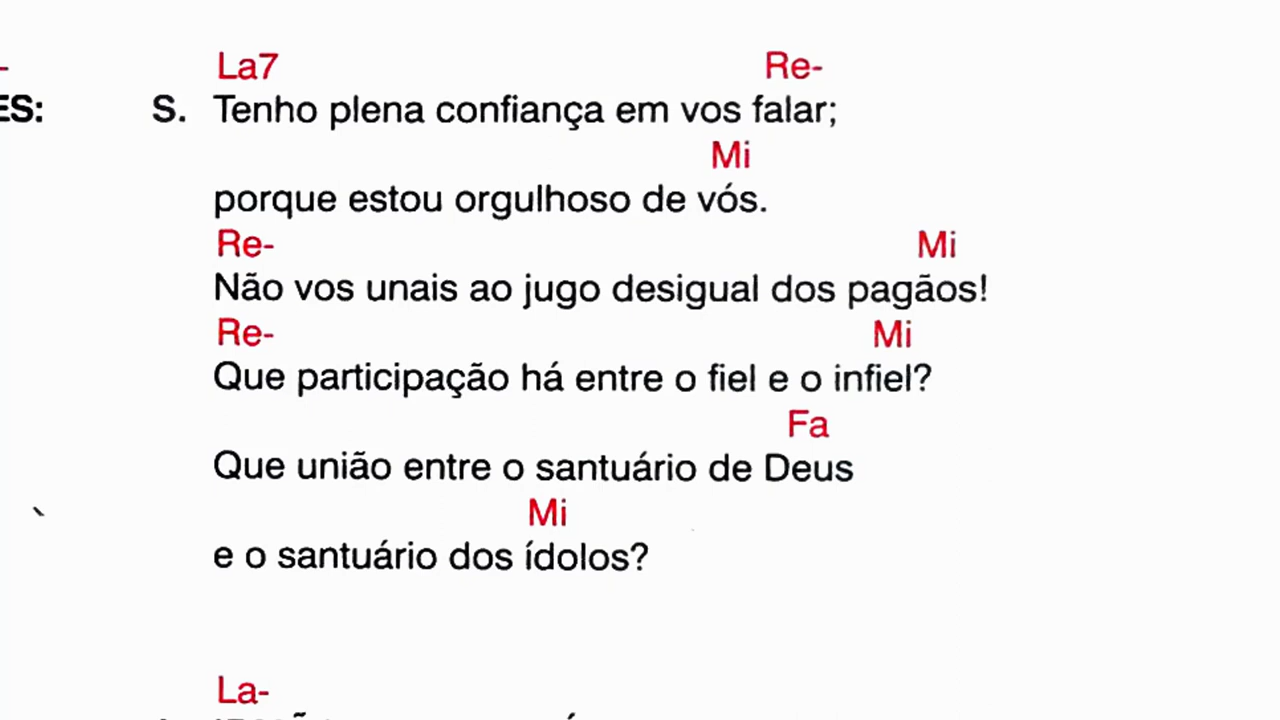 La7 Re-
ES: S. Tenho plena confiança em vos falar;
Mi
porque estou orgulhoso de vós.
Re- Mi
Não vos unais ao jugo desigual dos pagãos!
Re- Mi
Que participação há entre o fiel e o infiel?
Fa
Que união entre o santuário de Deus
Mi
e o santuário dos ídolos?
La-